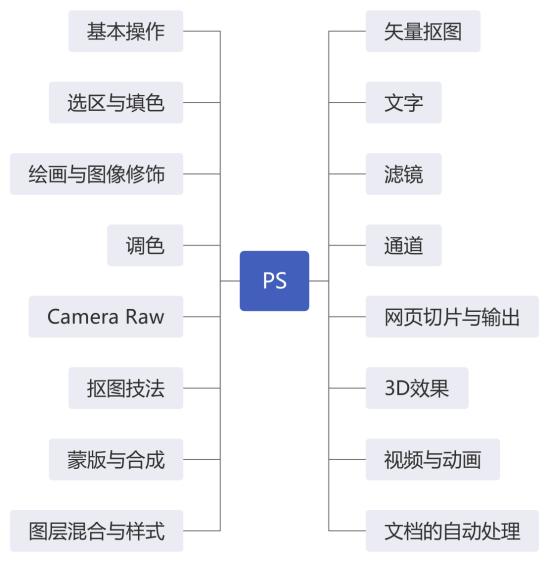 基本操作
选区与填色
绘画与图像修饰
调色
Camera Raw
抠图技法
蒙版与合成
图层混合与样式
PS
矢量抠图
文字
滤镜
通道
网页切片与输出
3D效果
视频与动画
文档的自动处理